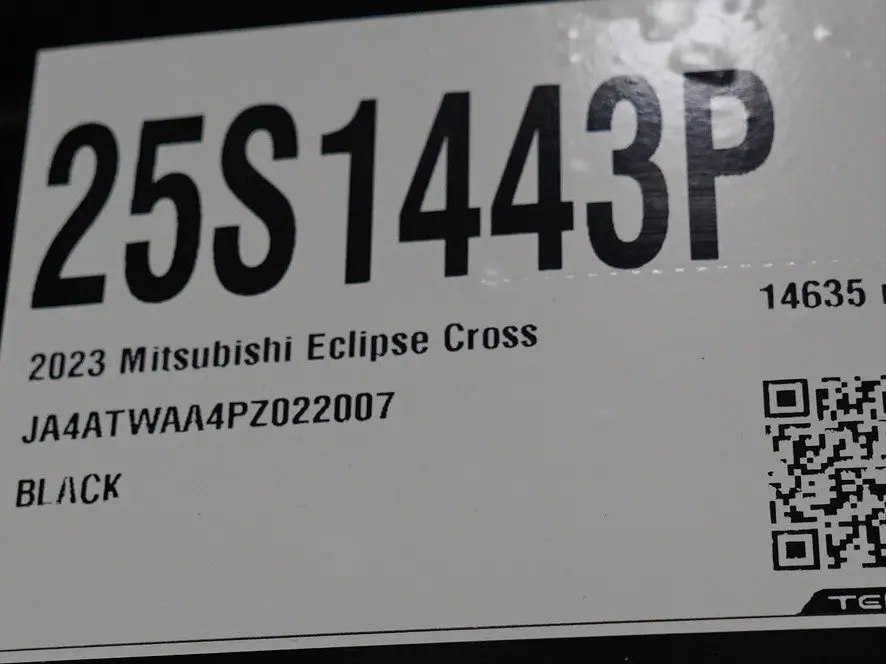 25S1443P
14635
2023 Mitsubishi Eclipse Cross
JA4ATWAA4PZ022007
BLACK